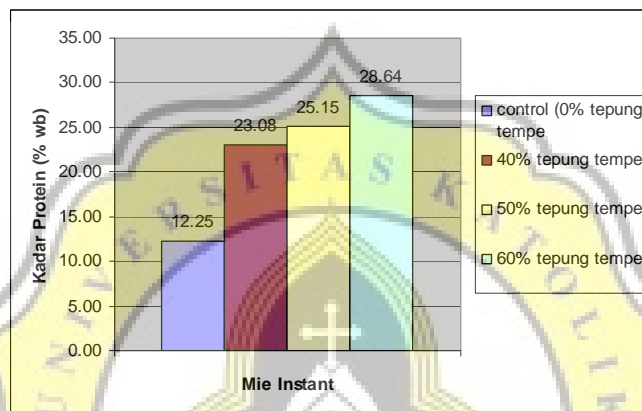 35.00
30.00
25.00
20.00
15.00
10.00
5.00
0.00
Kadar Protein (% wb)
12.25
23.08
25.15
28.64
Mie Instant
control (0% tepung
tempe
40% tepung tempe
50% tepung tempe
60% tepung tempe
UNIVERSITAS KATOLIK